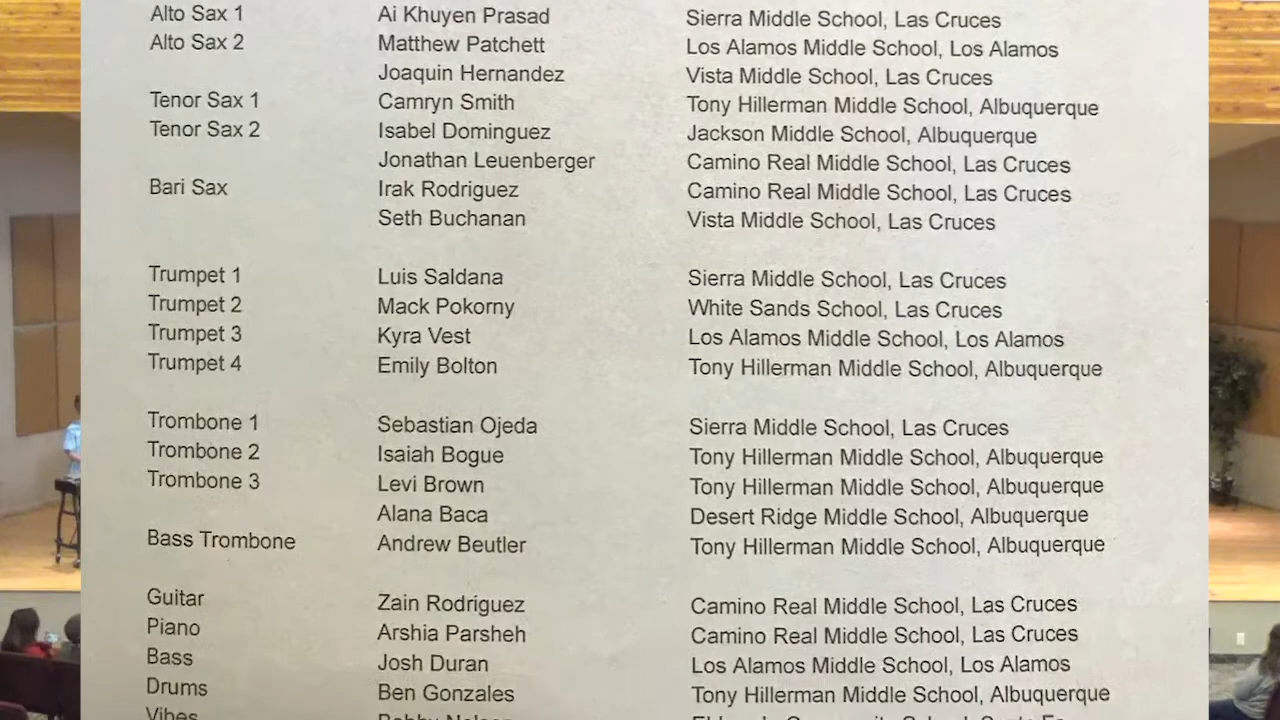 Alto Sax 1 Ai Khuyen Prasad Sierra Middle School, Las Cruces
Alto Sax 2 Matthew Patchett Los Alamos Middle School, Los Alamos
Joaquin Hernandez Vista Middle School, Las Cruces
Tenor Sax 1 Camryn Smith Tony Hillerman Middle School, Albuquerque
Tenor Sax 2 Isabel Dominguez Jackson Middle School, Albuquerque
Jonathan Leuenberger Camino Real Middle School, Las Cruces
Bari Sax Irak Rodriguez Camino Real Middle School, Las Cruces
Seth Buchanan Vista Middle School, Las Cruces
Trumpet 1 Luis Saldana Sierra Middle School, Las Cruces
Trumpet 2 Mack Pokorny White Sands School, Las Cruces
Trumpet 3 Kyra Vest Los Alamos Middle School, Los Alamos
Trumpet 4 Emily Bolton Tony Hillerman Middle School, Albuquerque
Trombone 1 Sebastian Ojeda Sierra Middle School, Las Cruces
Trombone 2 Isaiah Bogue Tony Hillerman Middle School, Albuquerque
Trombone 3 Levi Brown Tony Hillerman Middle School, Albuquerque
Alana Baca Desert Ridge Middle School, Albuquerque
Bass Trombone Andrew Beutler Tony Hillerman Middle School, Albuquerque
Guitar Zain Rodriguez Camino Real Middle School, Las Cruces
Piano Arshia Parsheh Camino Real Middle School, Las Cruces
Bass Josh Duran Los Alamos Middle School, Los Alamos
Drums Ben Gonzales Tony Hillerman Middle School, Albuquerque
Vibes